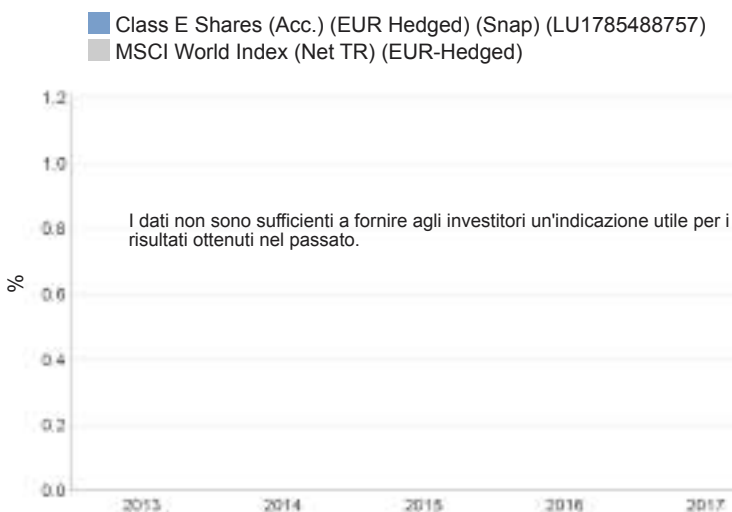 Class E Shares (Acc.) (EUR Hedged) (Snap) (LU1785488757)
MSCI World Index (Net TR) (EUR-Hedged)
1.2
1.0
I dati non sono sufficienti a fornire agli investitori un'indicazione utile per i
0.8
risultati ottenuti nel passato.
%
0.6
0.4
0.2
0.0
2013 2014 2015 2016 2017